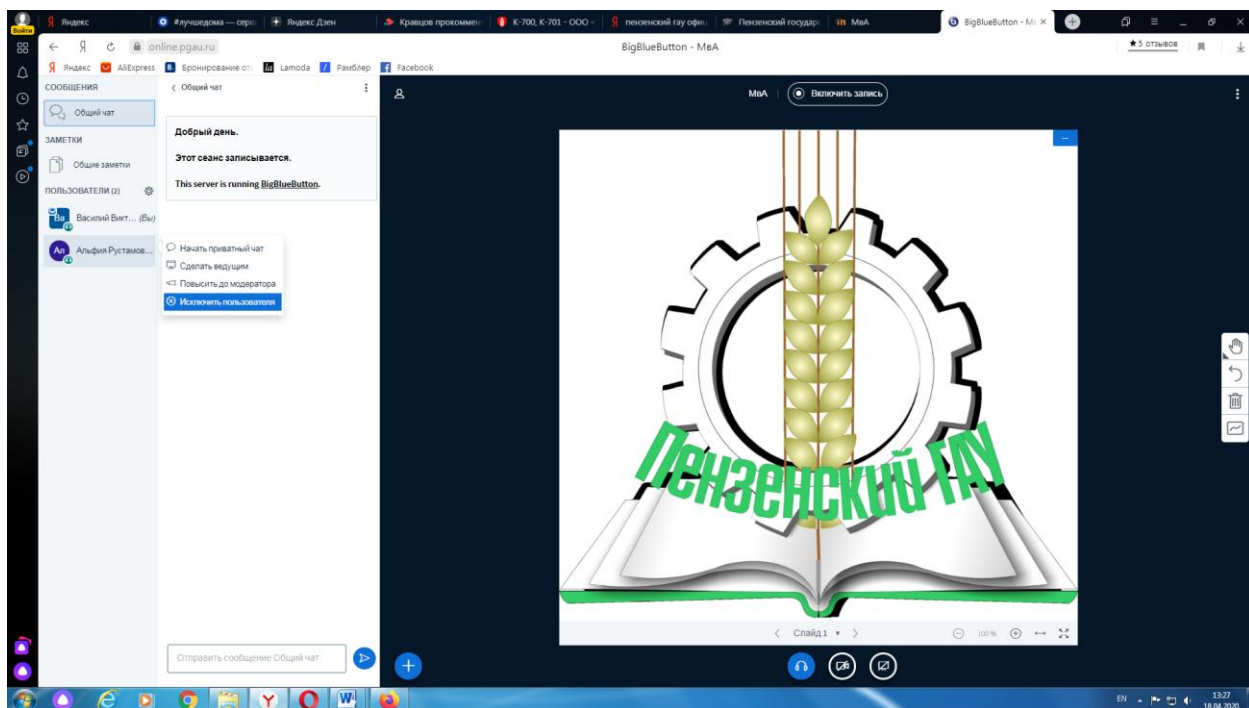 Яндекс
#лучшедома — серв
Яндекс Дзен
Кравцов прокоммен
К-700, К-701 - ООО -
пензенский гау офиц
Пензенский государс
МвА
BigBlueButton - Мв
Войти
online.pgau.ru
BigBlueButton - МвА
5 отзывов
Яндекс
AliExpress
Бронирование от
Lamoda
Рамблер
Facebook
СООБЩЕНИЯ
Общий чат
ЗАМЕТКИ
Общие заметки
ПОЛЬЗОВАТЕЛИ (2)
Ва
Василий Викт... (Вы)
Ал
Альфия Рустамов...
Общий чат
Добрый день.
Этот сеанс записывается.
This server is running BigBlueButton.
Начать приватный чат
Сделать ведущим
Повысить до модератора
Исключить пользователя
Отправить сообщение Общий чат
МвА
Включить запись
Пензенский ГАУ
Слайд 1
100%
EN
13:27
18.04.2020